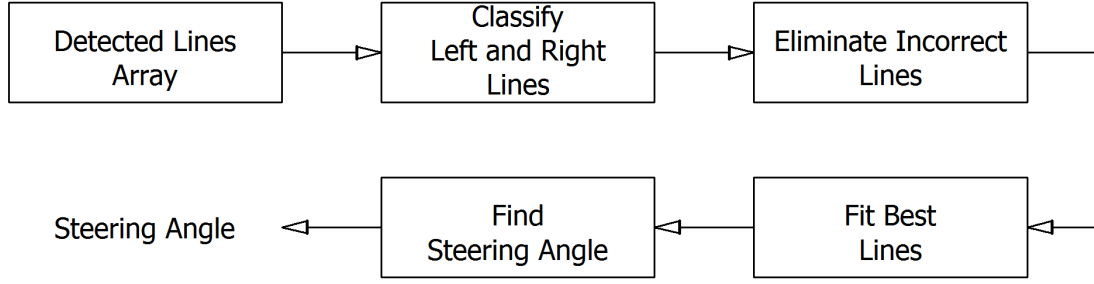 Detected Lines
Array
Classify
Left and Right
Lines
Eliminate Incorrect
Lines
Fit Best
Lines
Find
Steering Angle
Steering Angle